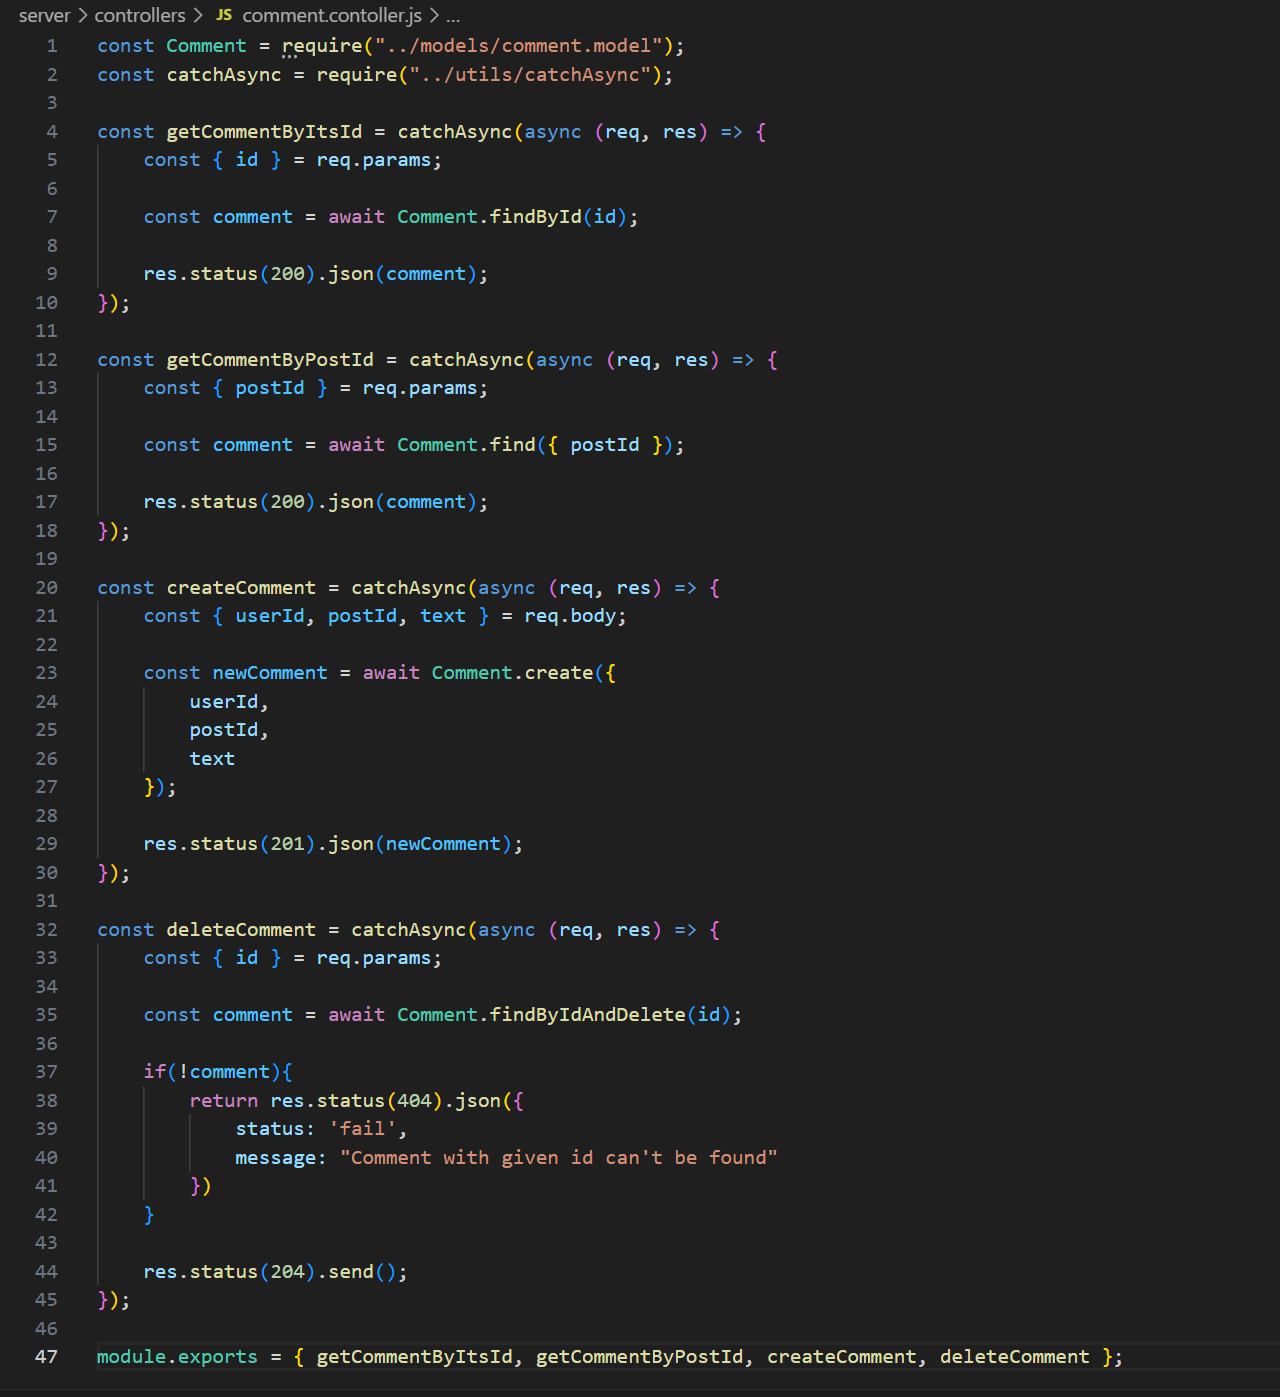 server > controllers > JS comment.contoller.js > ...
1 const Comment = require("../models/comment.model");
2 const catchAsync = require("../utils/catchAsync");
3
4 const getCommentByItsId = catchAsync(async (req, res) => {
5     const { id } = req.params;
6
7     const comment = await Comment.findById(id);
8
9     res.status(200).json(comment);
10 });
11
12 const getCommentByPostId = catchAsync(async (req, res) => {
13     const { postId } = req.params;
14
15     const comment = await Comment.find({ postId });
16
17     res.status(200).json(comment);
18 });
19
20 const createComment = catchAsync(async (req, res) => {
21     const { userId, postId, text } = req.body;
22
23     const newComment = await Comment.create({
24         userId,
25         postId,
26         text
27     });
28
29     res.status(201).json(newComment);
30 });
31
32 const deleteComment = catchAsync(async (req, res) => {
33     const { id } = req.params;
34
35     const comment = await Comment.findByIdAndDelete(id);
36
37     if(!comment){
38         return res.status(404).json({
39             status: 'fail',
40             message: "Comment with given id can't be found"
41         })
42     }
43
44     res.status(204).send();
45 });
46
47 module.exports = { getCommentByItsId, getCommentByPostId, createComment, deleteComment };